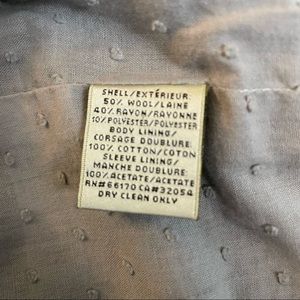 SHELL/EXTÉRIEUR:
50% WOOL/LAINE
40% RAYON/RAYONNE
10% POLYESTER/POLYESTER
BODY LINING/
CORSAGE DOUBLURE:
100% COTTON/COTON
SLEEVE LINING/
MANCHE DOUBLURE:
100% ACETATE/ACETATE
RN#66170 CA#32054
DRY CLEAN ONLY